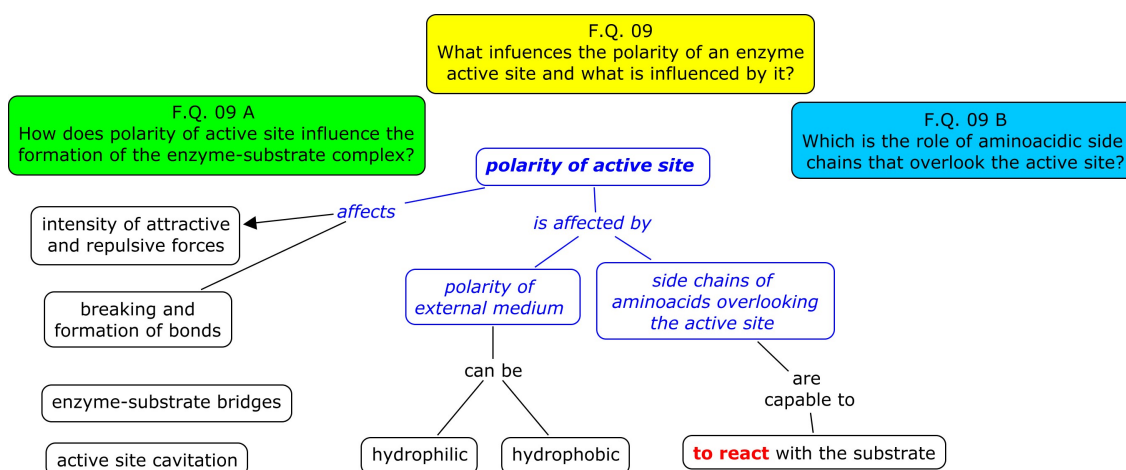 F.Q. 09
What infuences the polarity of an enzyme
active site and what is influenced by it?
F.Q. 09 A
How does polarity of active site influence the
formation of the enzyme-substrate complex?
F.Q. 09 B
Which is the role of aminoacidic side
chains that overlook the active site?
polarity of active site
affects
is affected by
intensity of attractive
and repulsive forces
breaking and
formation of bonds
polarity of
external medium
side chains of
aminoacids overlooking
the active site
can be
are
capable to
enzyme-substrate bridges
hydrophilic
hydrophobic
to react with the substrate
active site cavitation